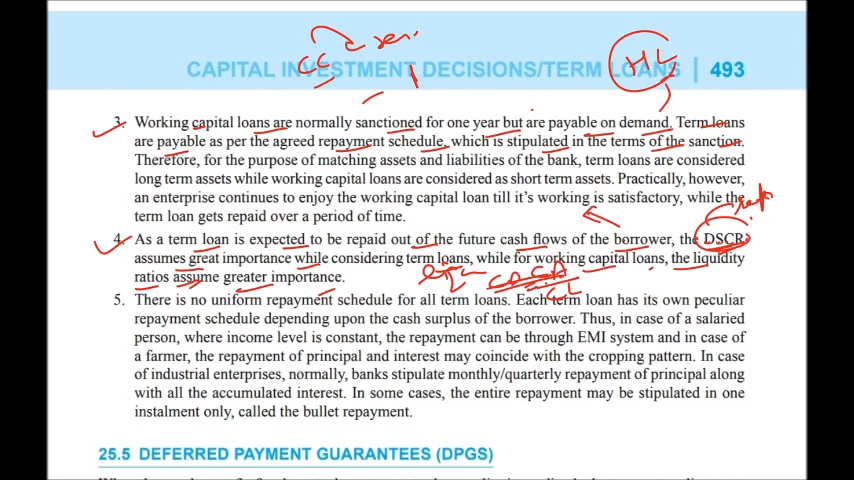 CC
HL
CAPITAL INVESTMENT DECISIONS/TERM LOANS 493
3. Working capital loans are normally sanctioned for one year but are payable on demand. Term loans
are payable as per the agreed repayment schedule, which is stipulated in the terms of the sanction.
Therefore, for the purpose of matching assets and liabilities of the bank, term loans are considered
long term assets while working capital loans are considered as short term assets. Practically, however,
an enterprise continues to enjoy the working capital loan till it's working is satisfactory, while the
term loan gets repaid over a period of time.
4. As a term loan is expected to be repaid out of the future cash flows of the borrower, the DSCR
assumes great importance while considering term loans, while for working capital loans, the liquidity
ratios assume greater importance.
CA
CL
5. There is no uniform repayment schedule for all term loans. Each term loan has its own peculiar
repayment schedule depending upon the cash surplus of the borrower. Thus, in case of a salaried
person, where income level is constant, the repayment can be through EMI system and in case of
a farmer, the repayment of principal and interest may coincide with the cropping pattern. In case
of industrial enterprises, normally, banks stipulate monthly/quarterly repayment of principal along
with all the accumulated interest. In some cases, the entire repayment may be stipulated in one
instalment only, called the bullet repayment.
25.5 DEFERRED PAYMENT GUARANTEES (DPGS)